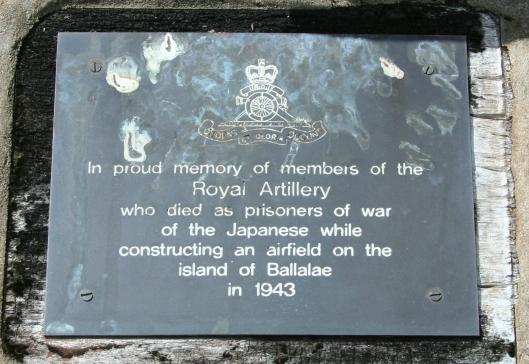 UBIQUE
In proud memory of members of the
Royal Artillery
who died as prisoners of war
of the Japanese while
constructing an airfield on the
island of Ballalae
in 1943